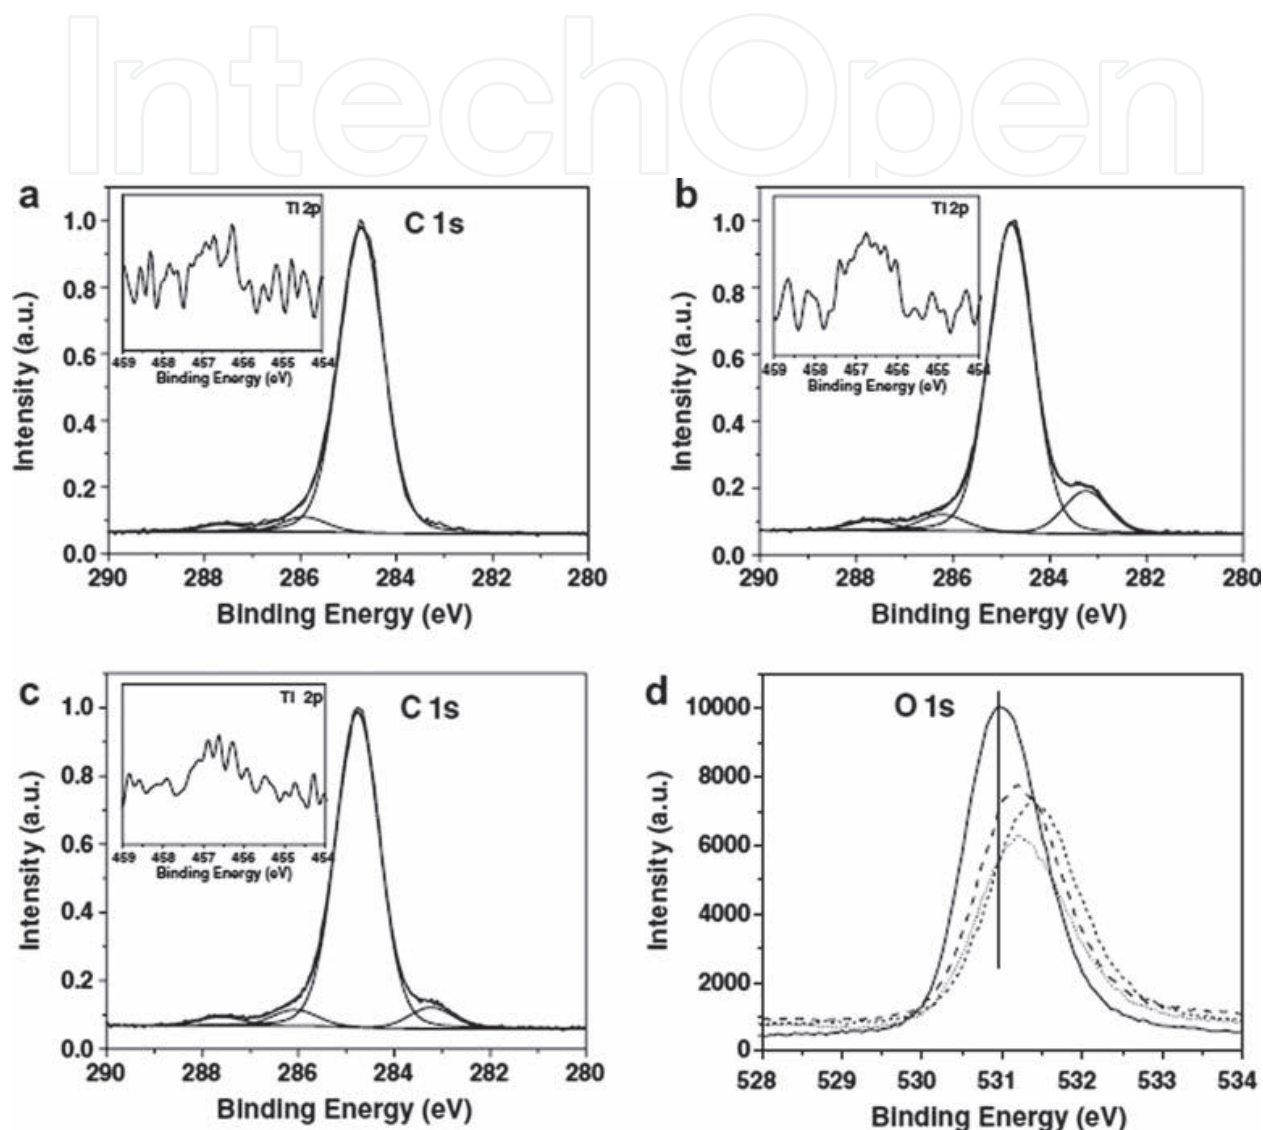 IntechOpen
a
C 1s
TI 2p
Intensity (a.u.)
1.0
0.8
0.6
0.4
0.2
0.0
459 458 457 456 455 454
Binding Energy (eV)
290 288 286 284 282 280
Binding Energy (eV)
b
TI 2p
Intensity (a.u.)
1.0
0.8
0.6
0.4
0.2
0.0
459 458 457 456 455 454
Binding Energy (eV)
290 288 286 284 282 280
Binding Energy (eV)
c
C 1s
TI 2p
Intensity (a.u.)
1.0
0.8
0.6
0.4
0.2
0.0
459 458 457 456 455 454
Binding Energy (eV)
290 288 286 284 282 280
Binding Energy (eV)
d
O 1s
Intensity (a.u.)
10000
8000
6000
4000
2000
0
528 529 530 531 532 533 534
Binding Energy (eV)